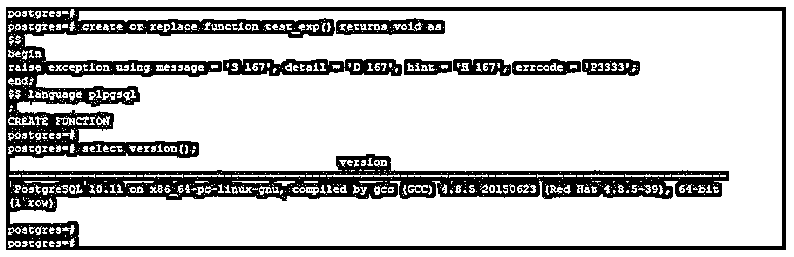 postgres=#
postgres=# create or replace function test_exp() returns void as
$$
begin
raise exception using message = 'S 167', detail = 'D 167', hint = 'H 167', errcode = 'P3333';
end;
$$ language plpgsql
;
CREATE FUNCTION
postgres=#
postgres=# select version();
version
PostgreSQL 10.11 on x86_64-pc-linux-gnu, compiled by gcc (GCC) 4.8.5 20150623 (Red Hat 4.8.5-39), 64-bit
(1 row)
postgres=#
postgres=#